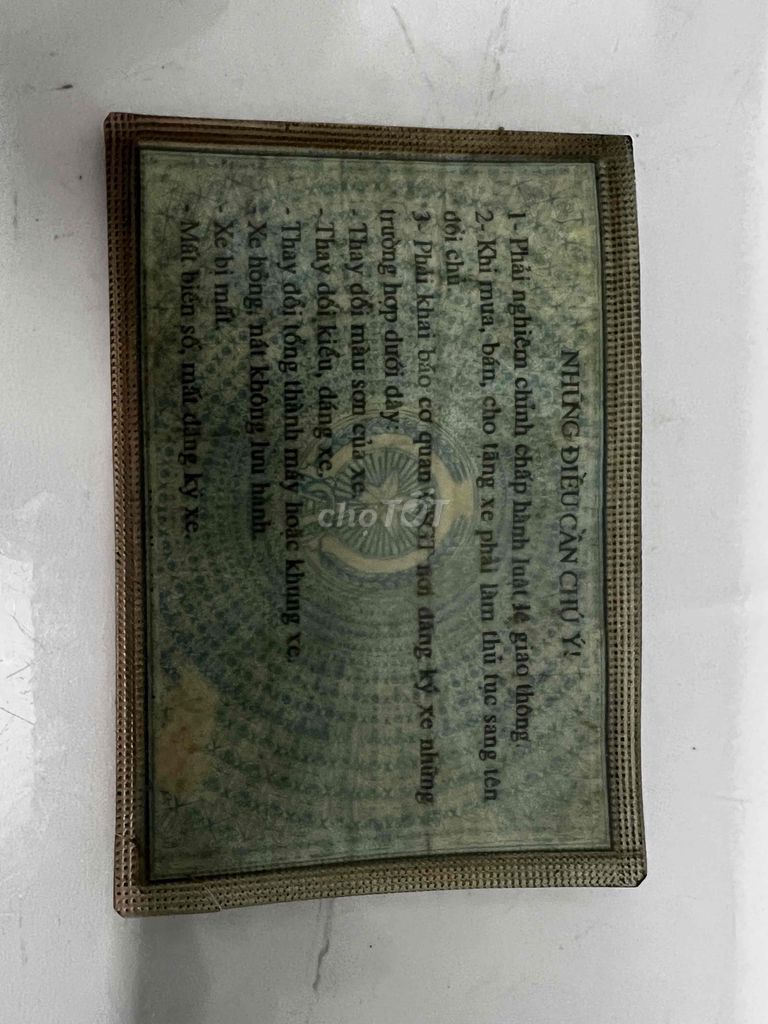 NHỮNG ĐIỀU CẦN CHÚ Ý!
1- Phải nghiêm chỉnh chấp hành luật lệ giao thông.
2- Khi mua, bán, cho tặng xe phải làm thủ tục sang tên
đổi chủ.
3- Phải khai báo cơ quan CSGT nơi đăng ký xe những
trường hợp dưới đây:
- Thay đổi màu sơn của xe.
- Thay đổi kiểu, dáng xe.
- Thay đổi tổng thành máy hoặc khung xe.
- Xe hỏng, nát không lưu hành.
- Xe bị mất.
- Mất biển số, mất đăng ký xe.
chợTỐT